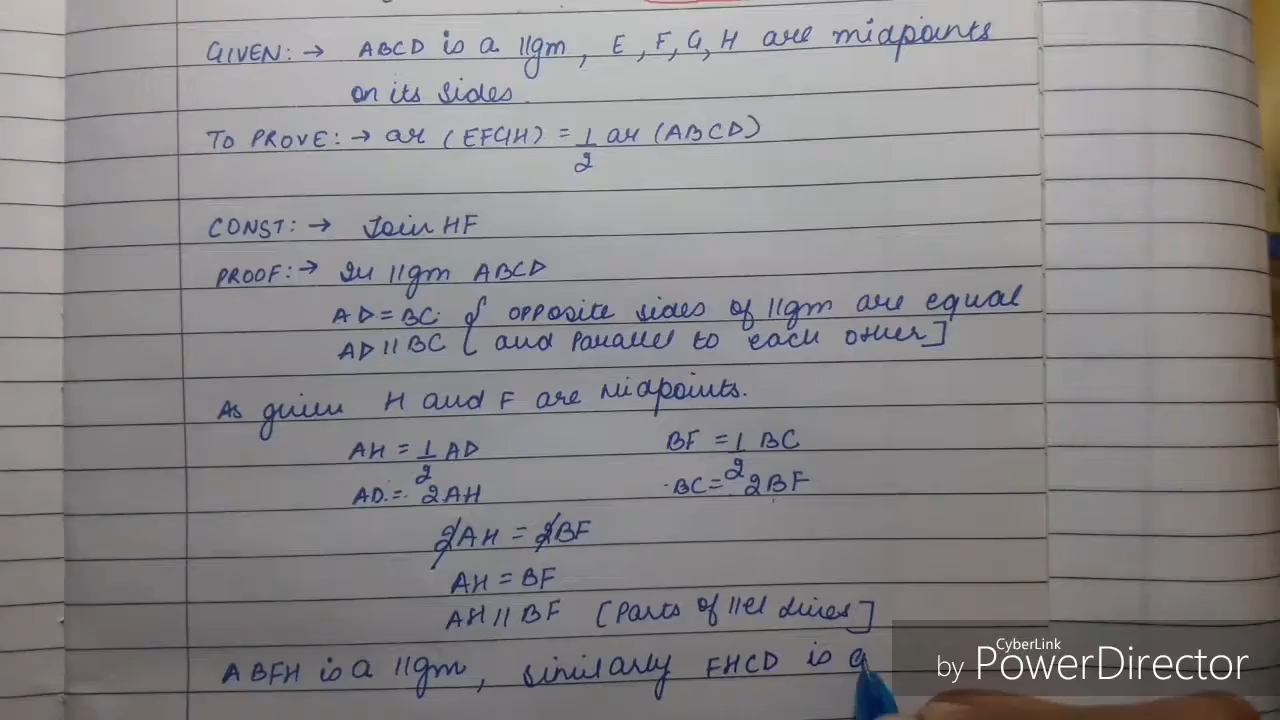 GIVEN: → ABCD is a ||gm, E, F, G, H are midpoints
on its sides.
TO PROVE: → ar (EFGH) = 1/2 ar (ABCD)
CONST: → Join HF
PROOF: → In ||gm ABCD
AD = BC [ opposite sides of ||gm are equal
AD || BC and Parallel to each other]
As given H and F are Midpoints.
AH = 1/2 AD BF = 1/2 BC
AD = 2AH BC = 2BF
2AH = 2BF
AH = BF
AH || BF [Parts of ||el lines]
ABFH is a ||gm, similarly FHCD is a
CyberLink
by PowerDirector